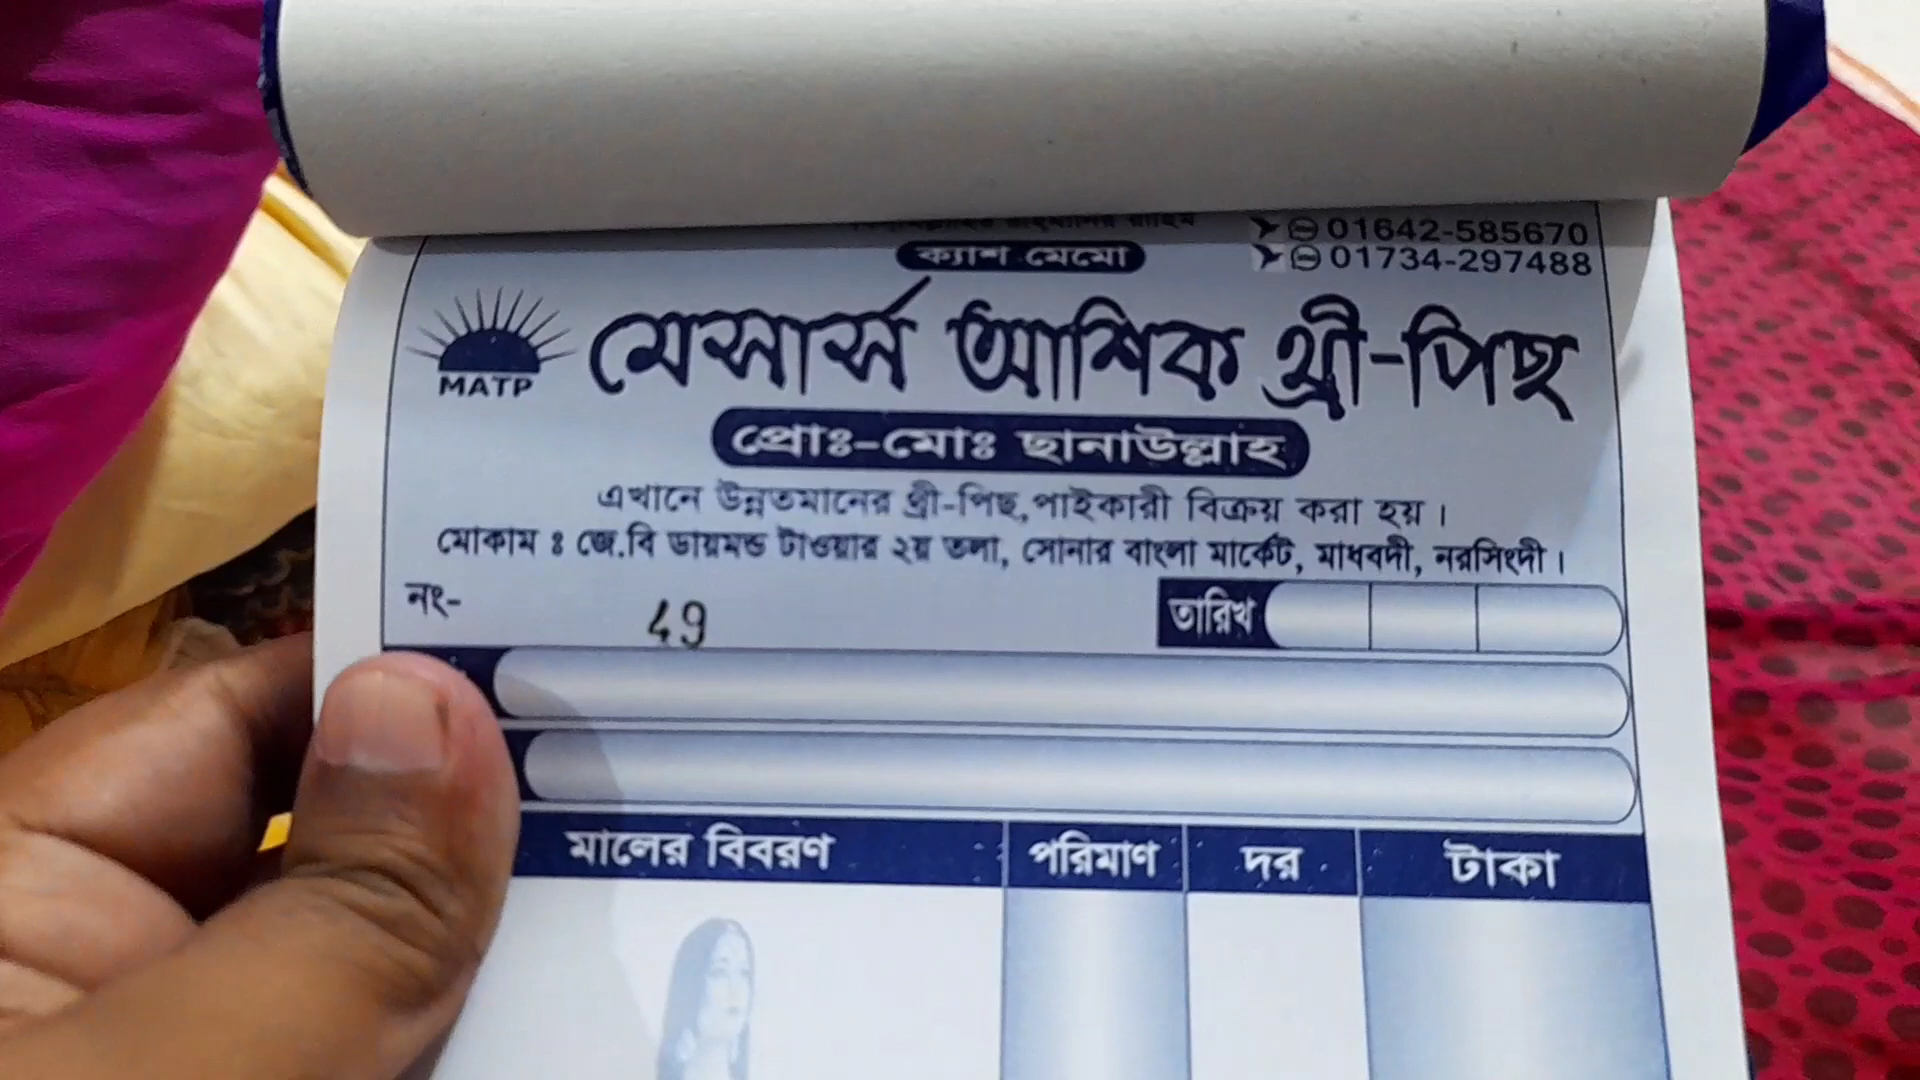 01642-585670
ক্যাশ মেমো
01734-297488
মেসার্স আশিক থ্রী-পিছ
MATP
প্রোঃ-মোঃ ছানাউল্লাহ
এখানে উন্নতমানের থ্রী-পিছ,পাইকারী বিক্রয় করা হয়।
মোকাম ঃ জে.বি ডায়মন্ড টাওয়ার ২য় তলা, সোনার বাংলা মার্কেট, মাধবদী, নরসিংদী।
নং- 49 তারিখ
মালের বিবরণ পরিমাণ দর টাকা